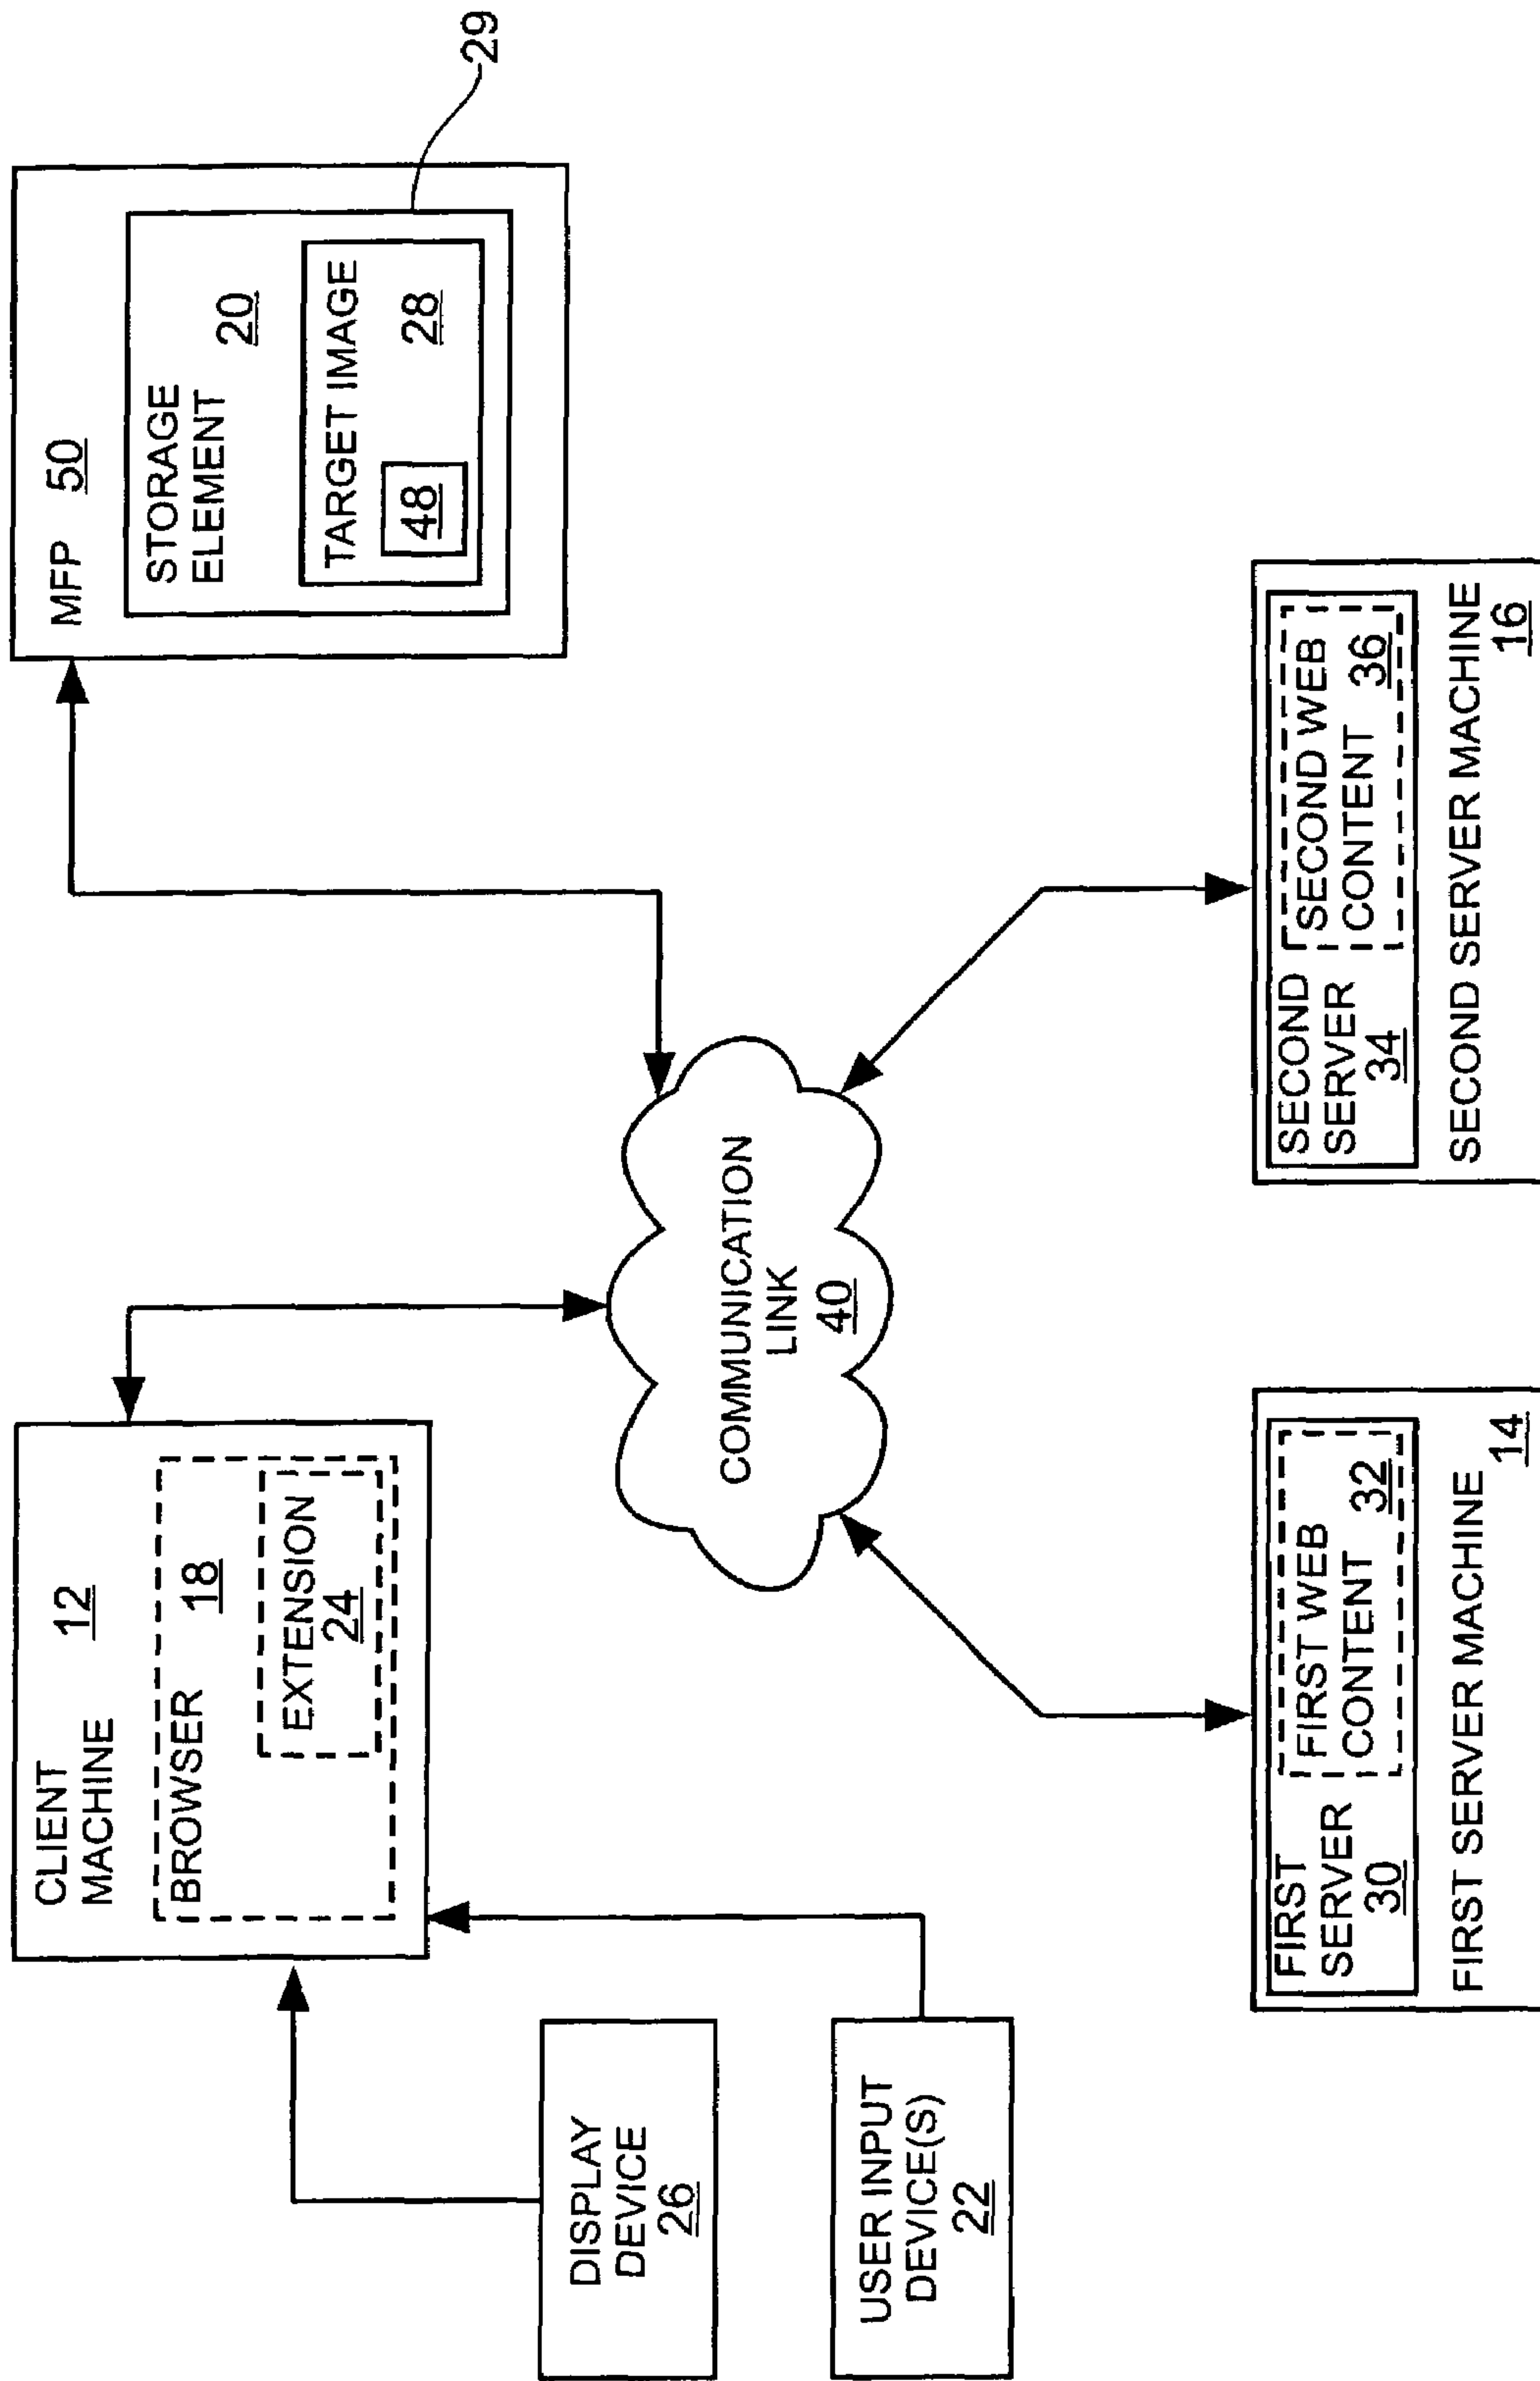 CLIENT
MACHINE
12
BROWSER
18
EXTENSION
24
MFP 50
STORAGE
ELEMENT
20
TARGET IMAGE
48
28
29
DISPLAY
DEVICE
26
USER INPUT
DEVICE(S)
22
COMMUNICATION
LINK
40
FIRST
SERVER
30
FIRST WEB
CONTENT 32
FIRST SERVER MACHINE
14
SECOND
SERVER
34
SECOND WEB
CONTENT 36
SECOND SERVER MACHINE
16